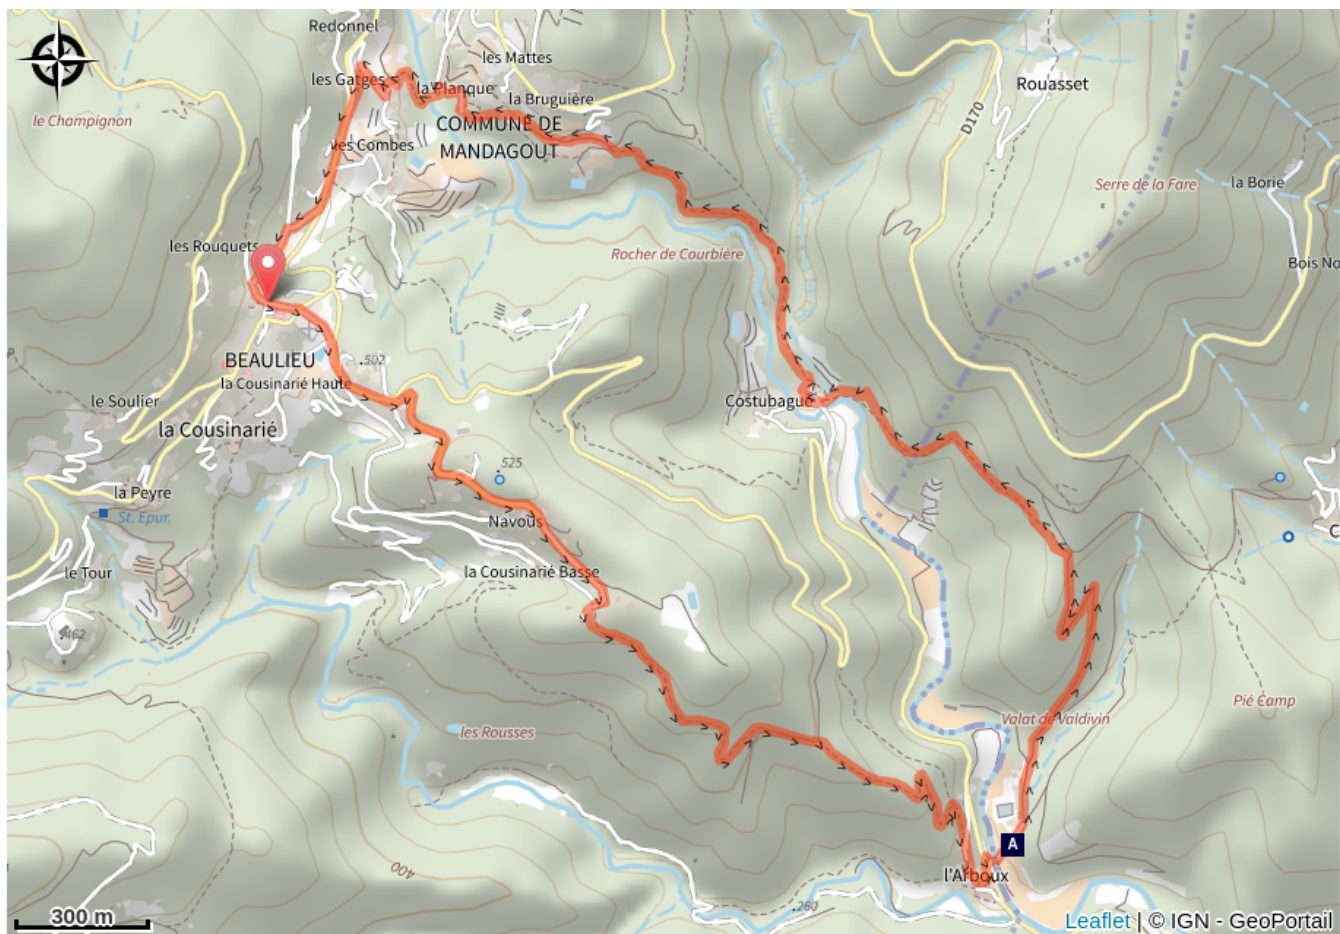 Redonnel
les Mattes
les Gatges
la Planque
Rouasset
la Bruguière
D170
le Champignon
COMMUNE DE
MANDAGOUT
les Combes
Serre de la Fare
la Borie
les Rouquets
Rocher de Courbière
Bois No
BEAULIEU
.502
la Cousinarié Haute
le Soulier
Costubague
la Cousinarié
525
la Peyre
St. Epur.
Navous
C
le Tour
la Cousinarié Basse
462
Pié Camp
Valat de Valdivin
les Rousses
A
400
l'Arboux
.260
300 m
Leaflet | © IGN - GeoPortail